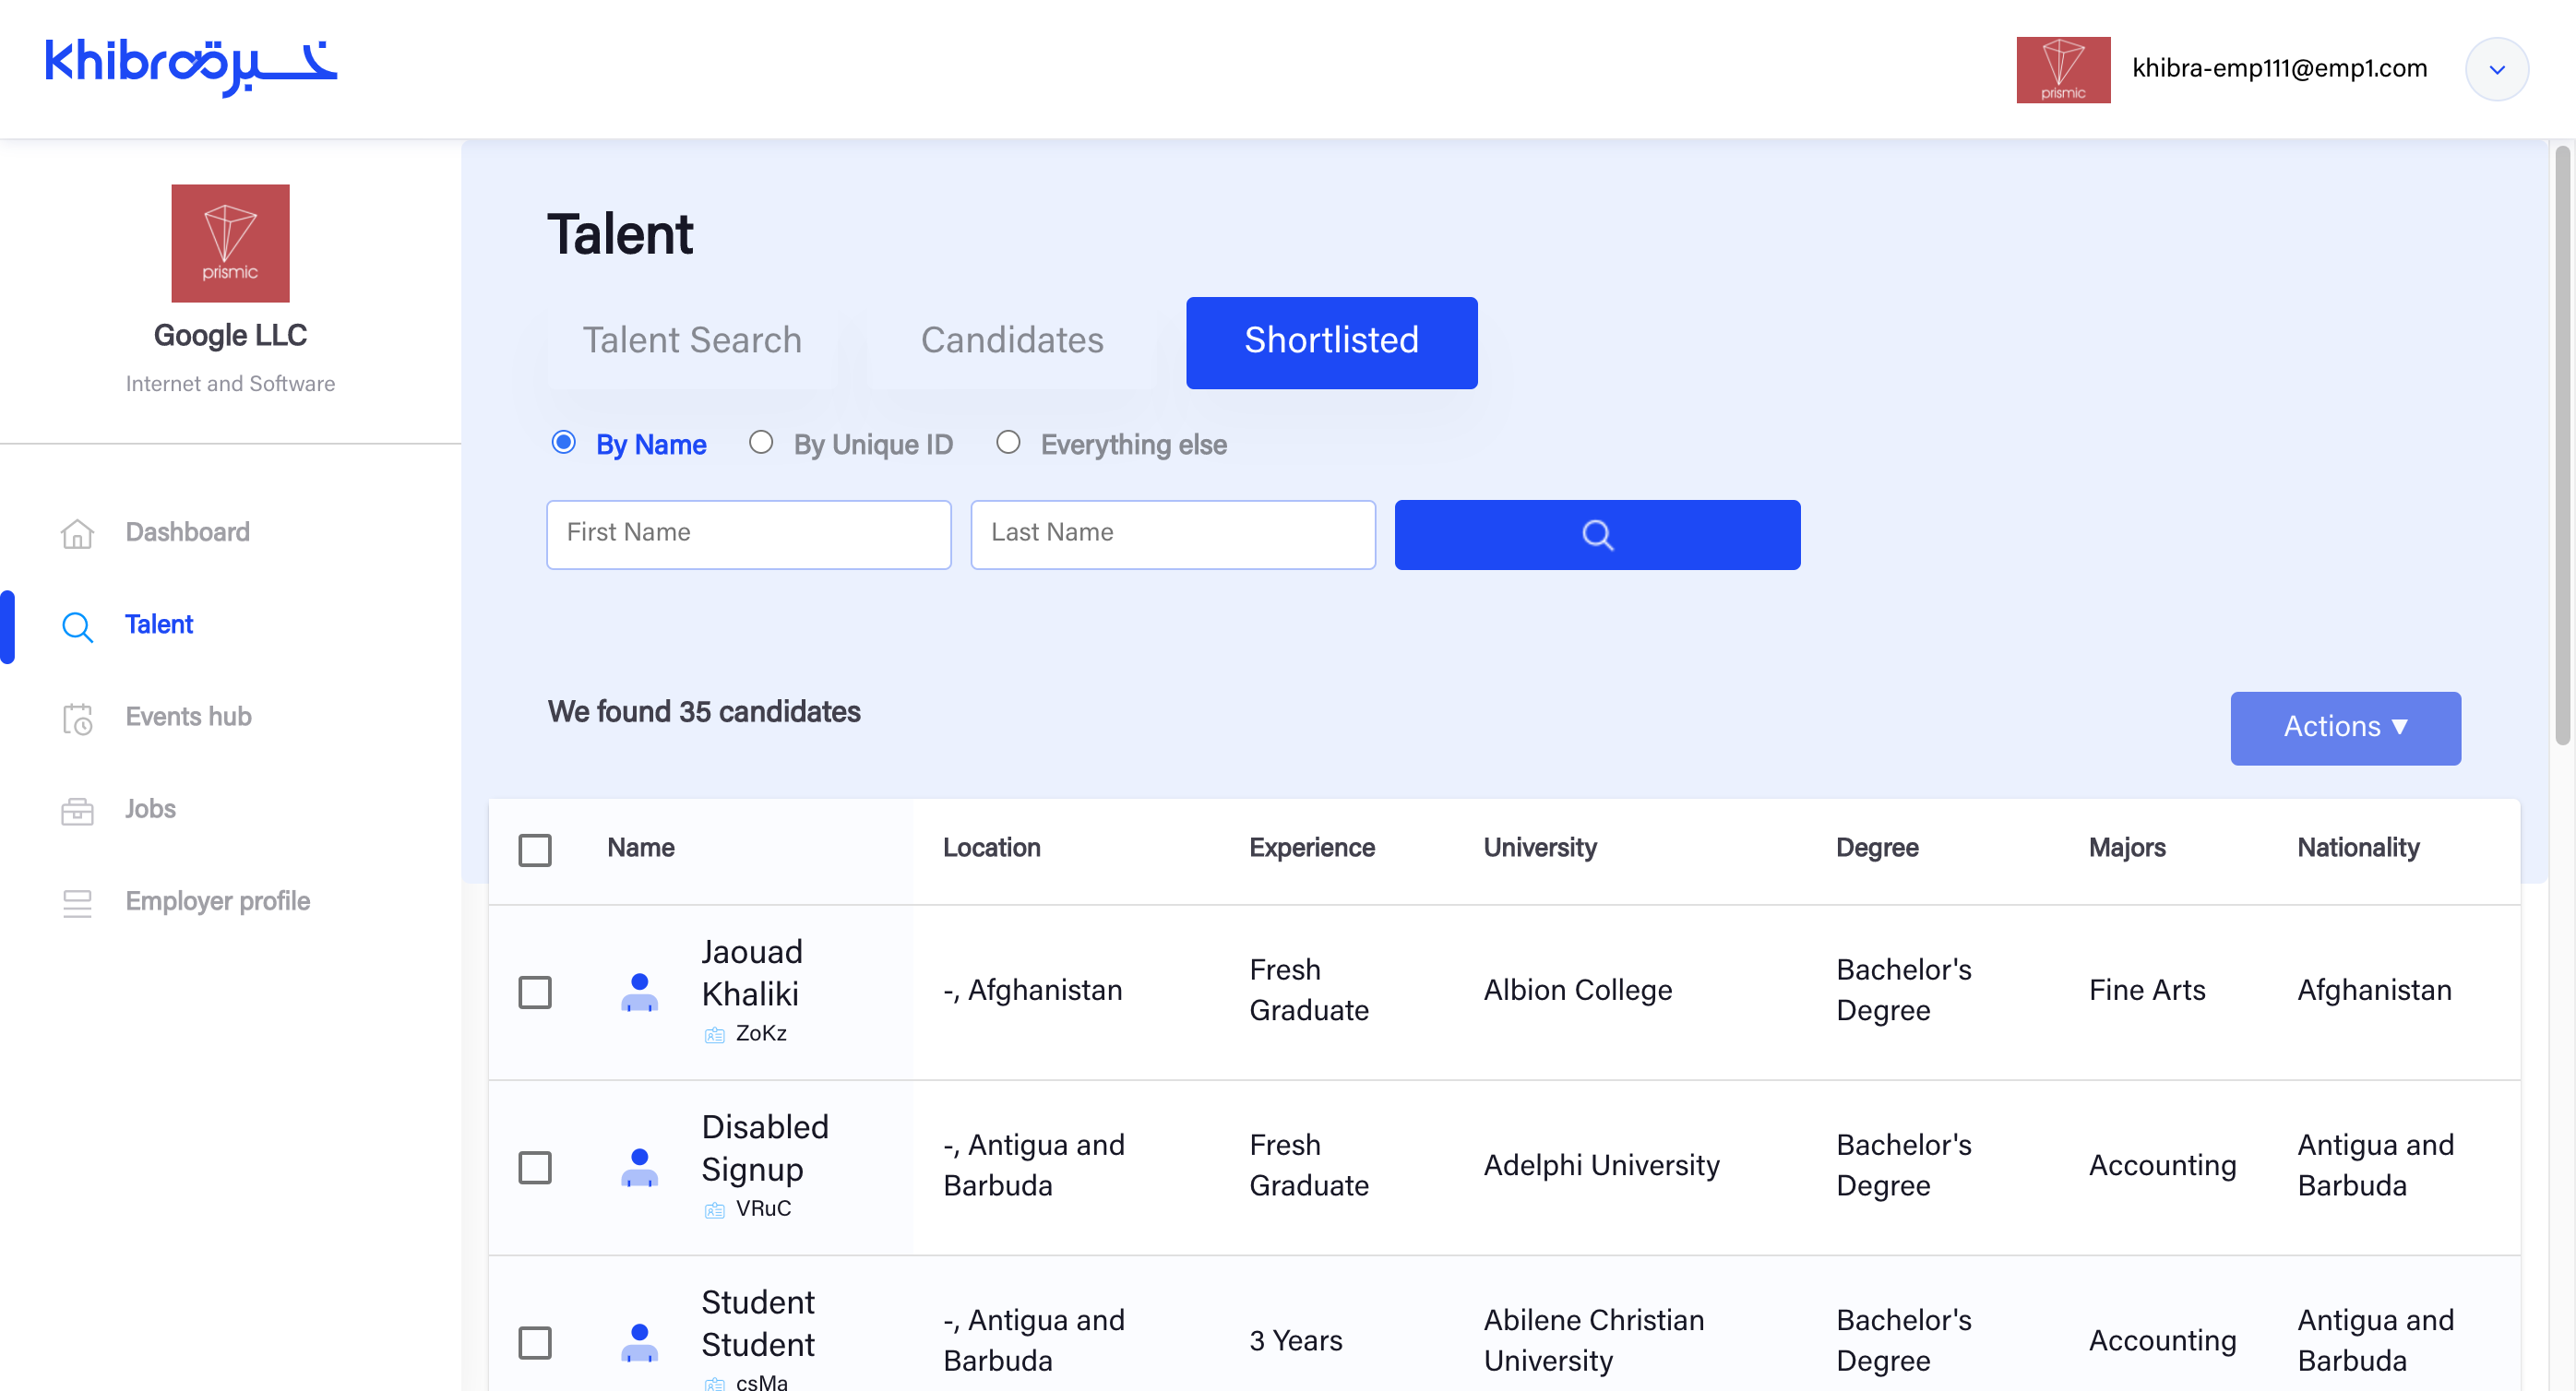 khibra خبرة
prismic
khibra-emp111@emp1.com
prismic
Google LLC
Internet and Software
Dashboard
Talent
Events hub
Jobs
Employer profile
Talent
Talent Search Candidates Shortlisted
By Name By Unique ID Everything else
First Name Last Name
We found 35 candidates
Actions ▼
Name Location Experience University Degree Majors Nationality
Jaouad
Khaliki
ZoKz
-, Afghanistan
Fresh
Graduate
Albion College
Bachelor's
Degree
Fine Arts
Afghanistan
Disabled
Signup
VRuC
-, Antigua and
Barbuda
Fresh
Graduate
Adelphi University
Bachelor's
Degree
Accounting
Antigua and
Barbuda
Student
Student
csMa
-, Antigua and
Barbuda
3 Years
Abilene Christian
University
Bachelor's
Degree
Accounting
Antigua and
Barbuda